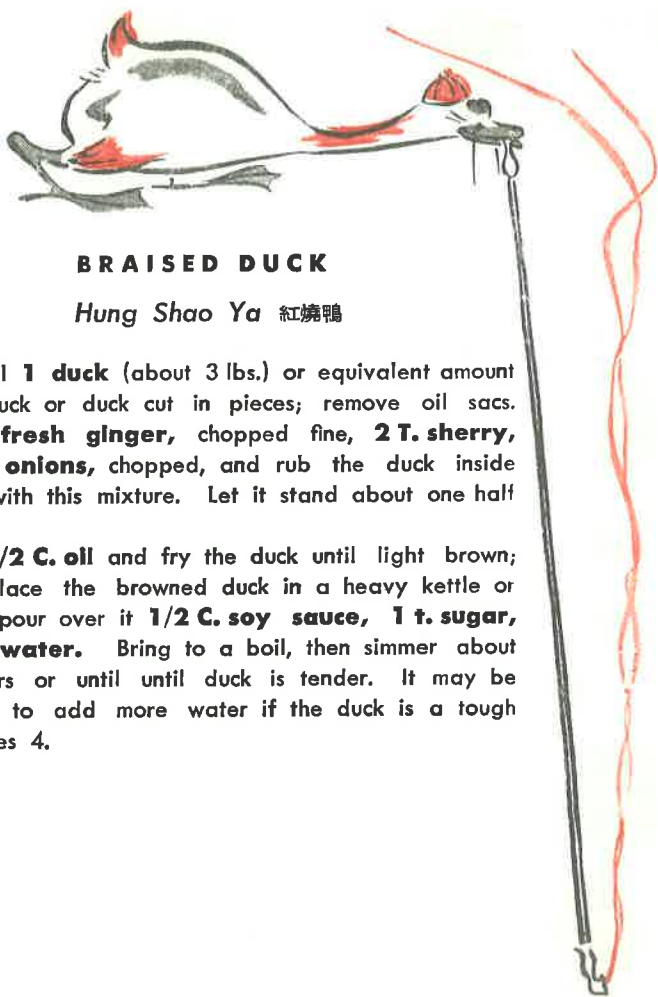 BRAISED DUCK
Hung Shao Ya 紅燒鴨
1 duck (about 3 lbs.) or equivalent amount
duck cut in pieces; remove oil sacs.
fresh ginger, chopped fine, 2 T. sherry,
onions, chopped, and rub the duck inside
with this mixture. Let it stand about one half
/2 C. oil and fry the duck until light brown;
lace the browned duck in a heavy kettle or
pour over it 1/2 C. soy sauce, 1 t. sugar,
water. Bring to a boil, then simmer about
rs or until until duck is tender. It may be
to add more water if the duck is a tough
es 4.